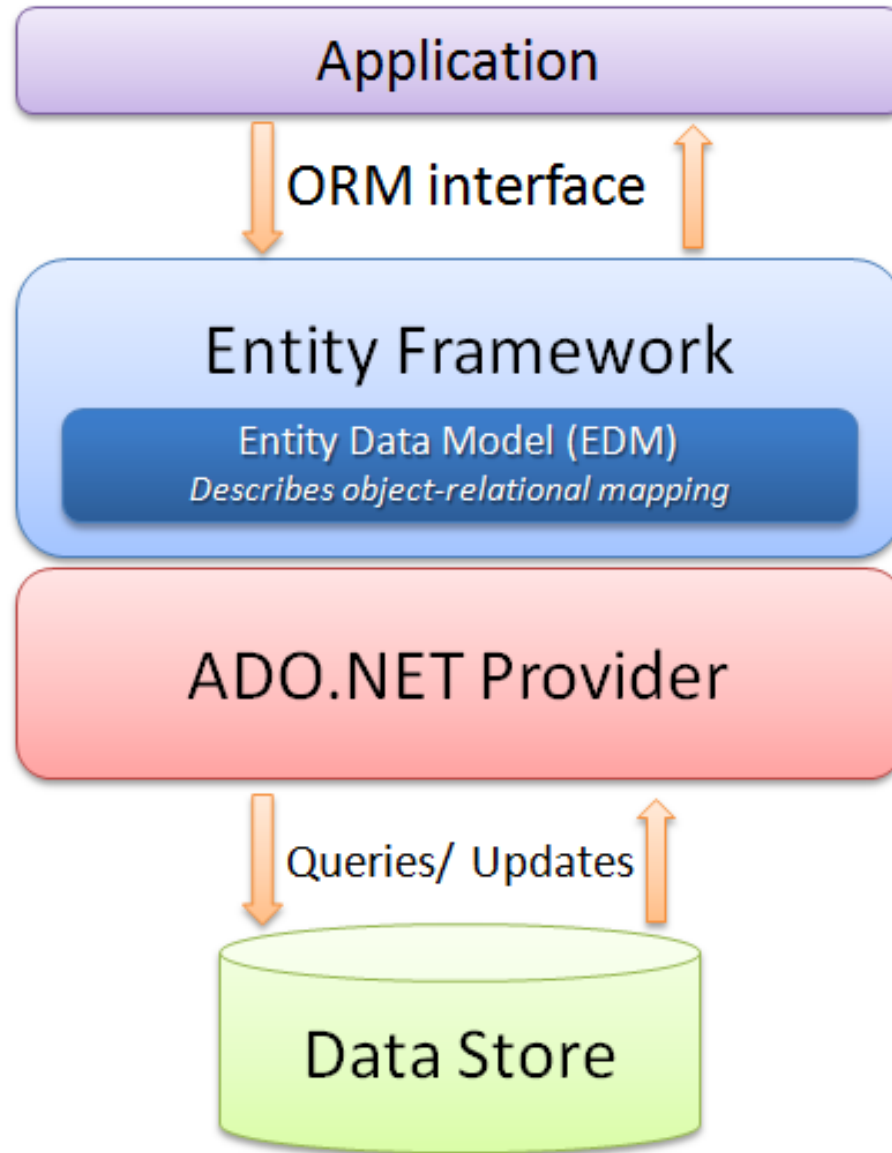 Application
ORM interface
Entity Framework
Entity Data Model (EDM)
Describes object-relational mapping
ADO.NET Provider
Queries/ Updates
Data Store